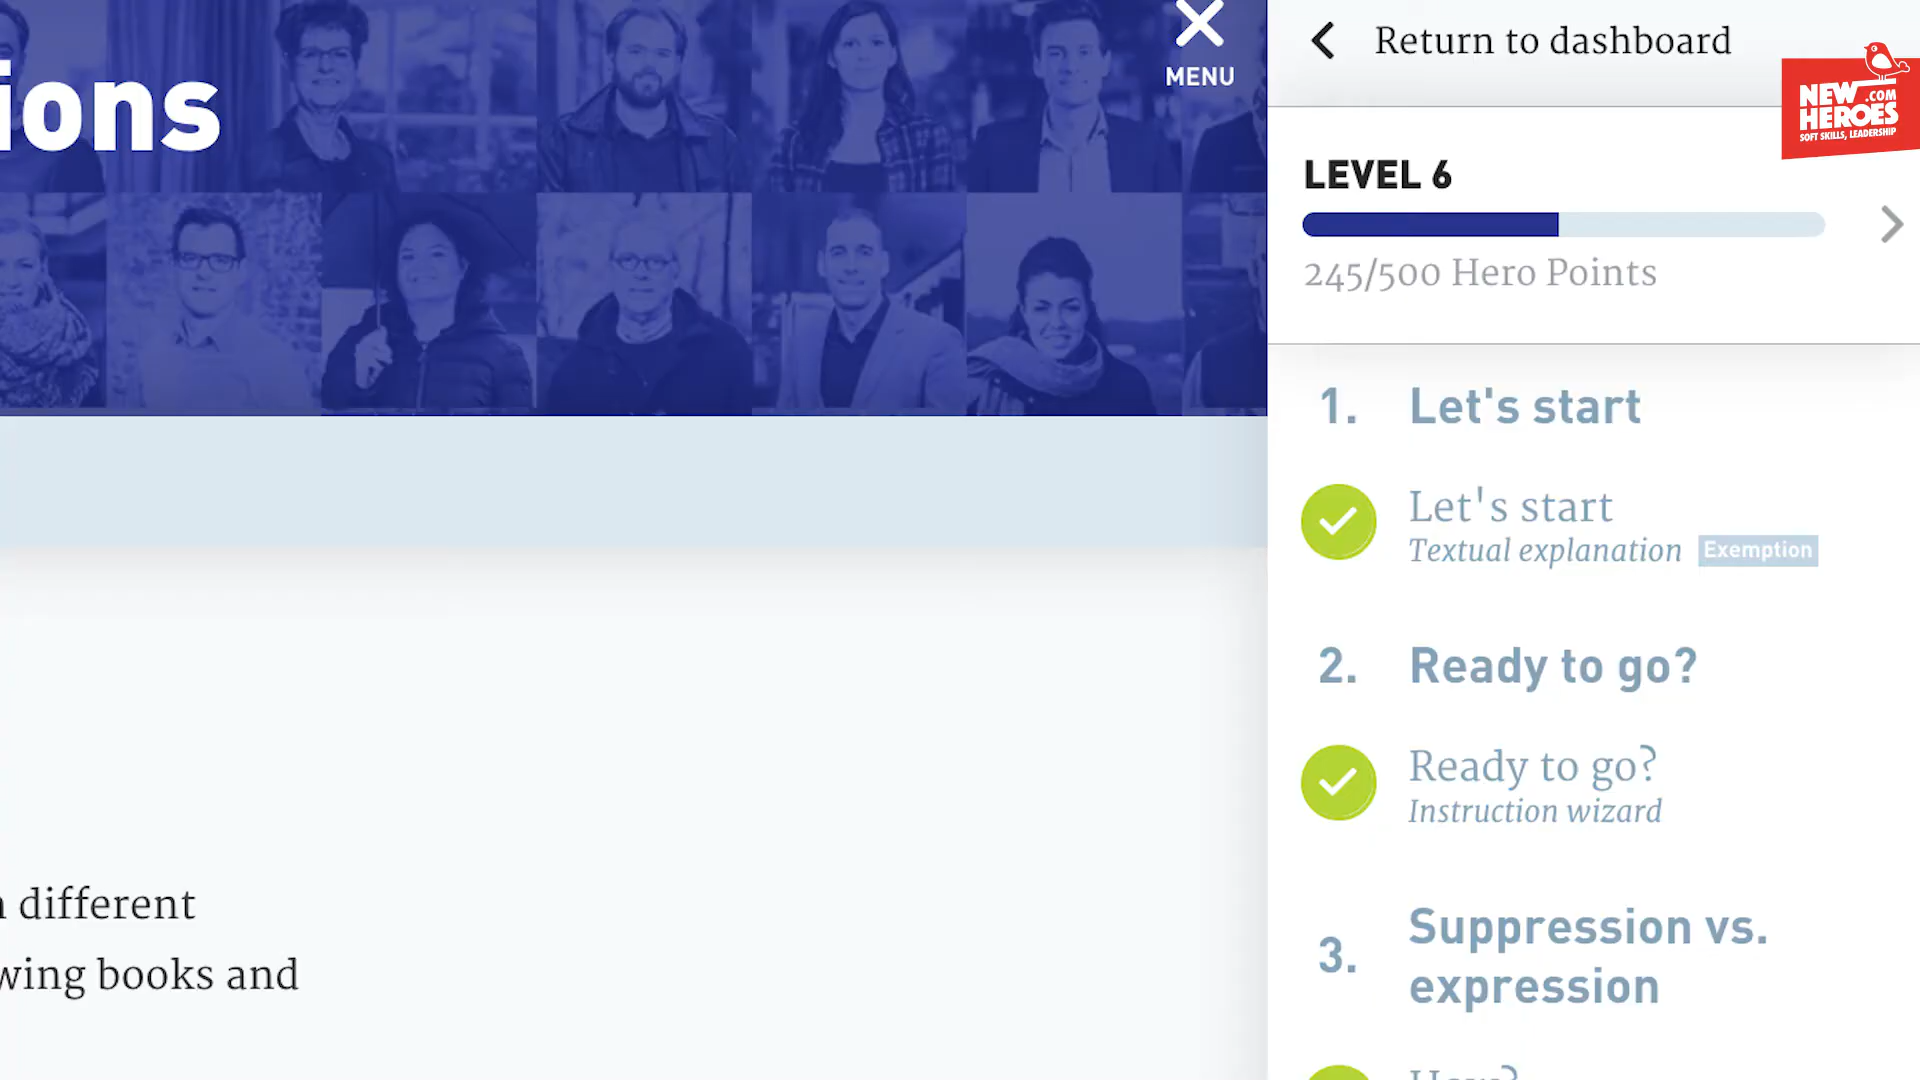 ions
MENU
different
wing books and
Return to dashboard
NEW .COM
HEROES
SOFT SKILLS, LEADERSHIP
LEVEL 6
245/500 Hero Points
1. Let's start
Let's start
Textual explanation Exemption
2. Ready to go?
Ready to go?
Instruction wizard
3. Suppression vs.
expression